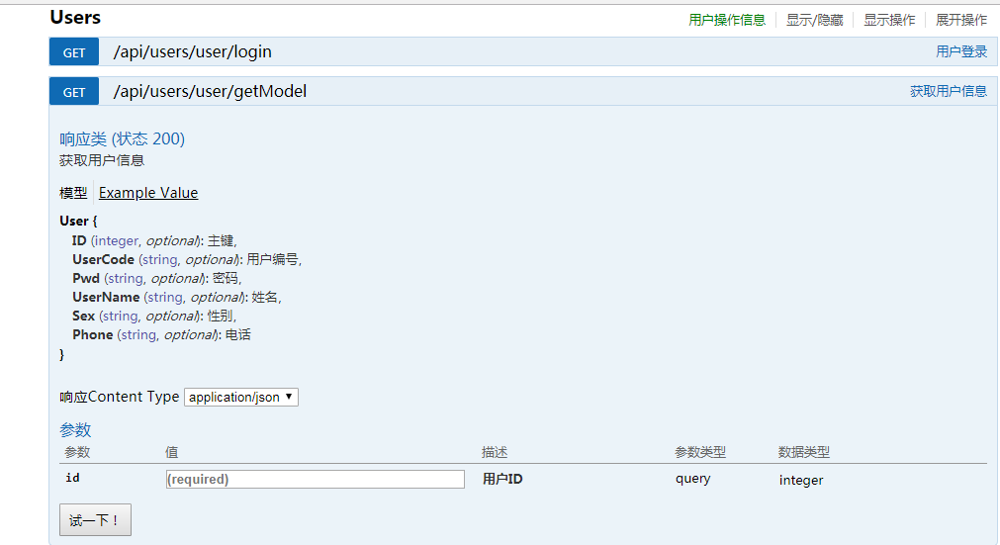 Users 用户操作信息 显示/隐藏 显示操作 展开操作
GET /api/users/user/login 用户登录
GET /api/users/user/getModel 获取用户信息
响应类 (状态 200)
获取用户信息
模型 Example Value
User {
ID (integer, optional): 主键,
UserCode (string, optional): 用户编号,
Pwd (string, optional): 密码,
UserName (string, optional): 姓名,
Sex (string, optional): 性别,
Phone (string, optional): 电话
}
响应Content Type application/json
参数
参数 值 描述 参数类型 数据类型
id (required) 用户ID query integer
试一下！